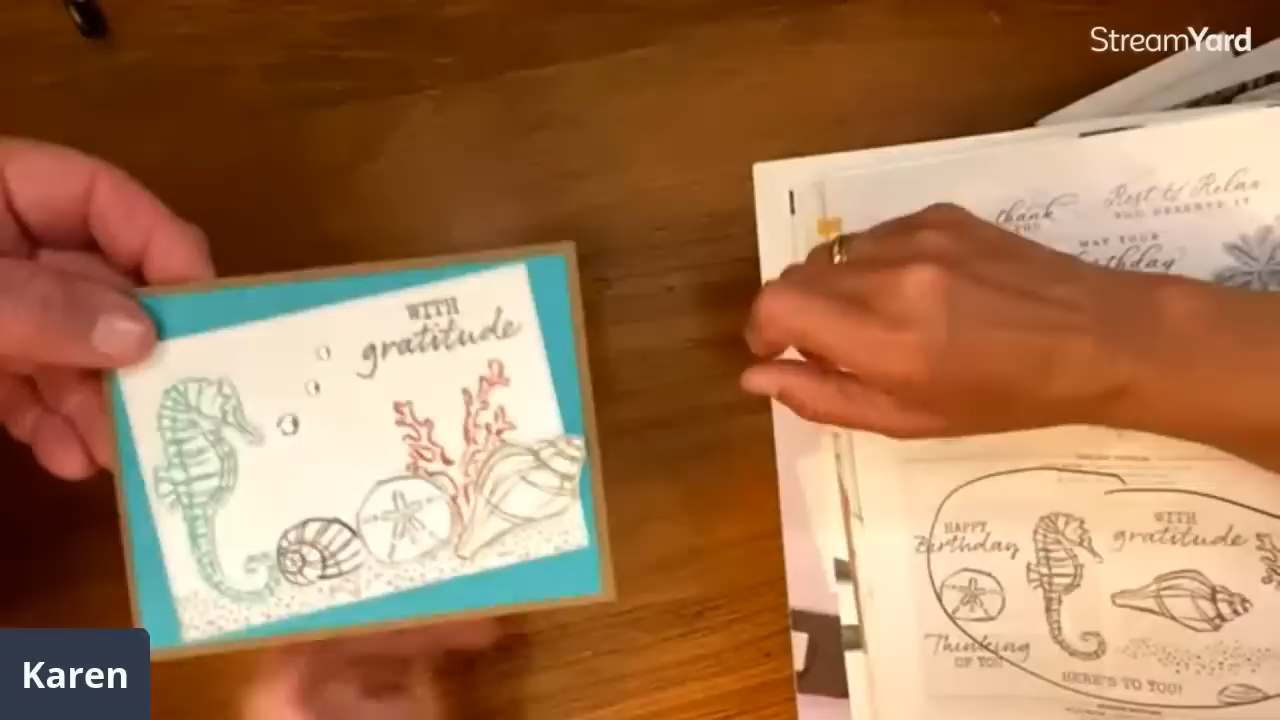 StreamYard
WITH
gratitude
thank
YOU
Rest & Relax
YOU DESERVE IT
MAY YOUR
HAPPY
Birthday
WITH
gratitude
Thinking
OF YOU
HERE'S TO YOU!
Karen